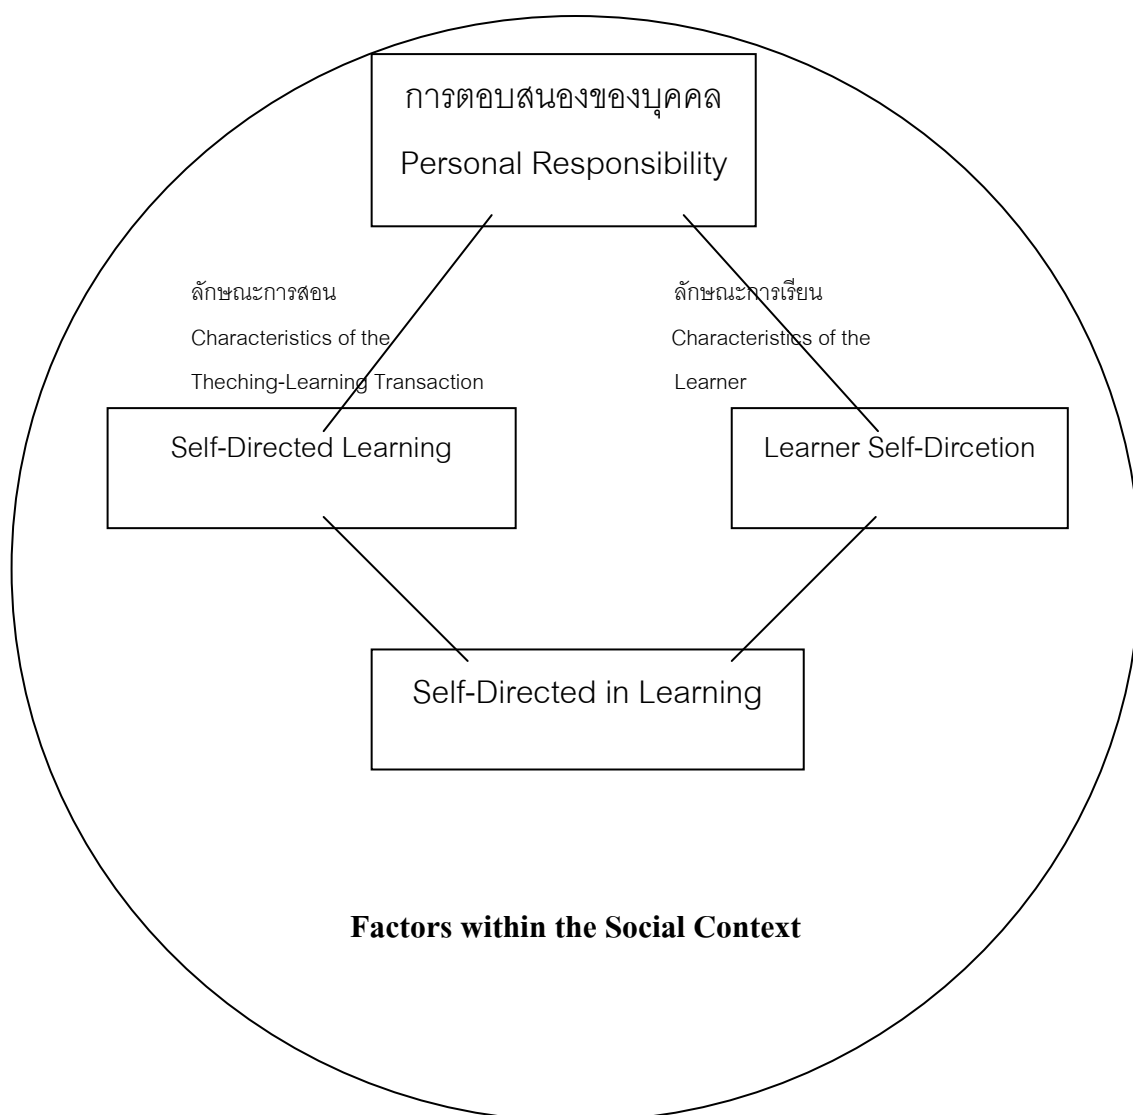 การตอบสนองของบุคคล
Personal Responsibility
ลักษณะการสอน
Characteristics of the
Theching-Learning Transaction
ลักษณะการเรียน
Characteristics of the
Learner
Self-Directed Learning
Learner Self-Dircetion
Self-Directed in Learning
Factors within the Social Context